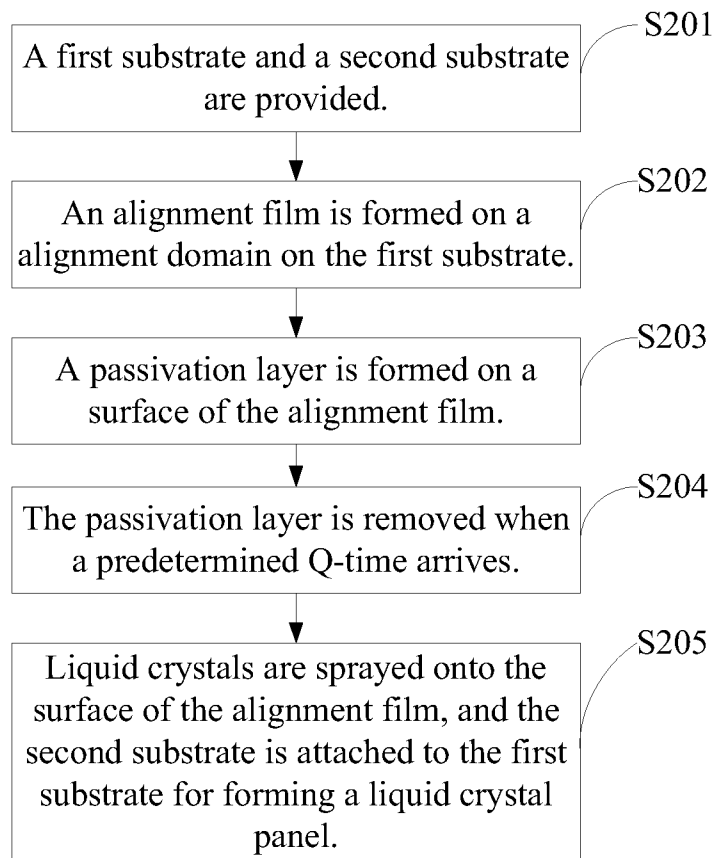 S201
A first substrate and a second substrate
are provided.
S202
An alignment film is formed on a
alignment domain on the first substrate.
S203
A passivation layer is formed on a
surface of the alignment film.
S204
The passivation layer is removed when
a predetermined Q-time arrives.
S205
Liquid crystals are sprayed onto the
surface of the alignment film, and the
second substrate is attached to the first
substrate for forming a liquid crystal
panel.